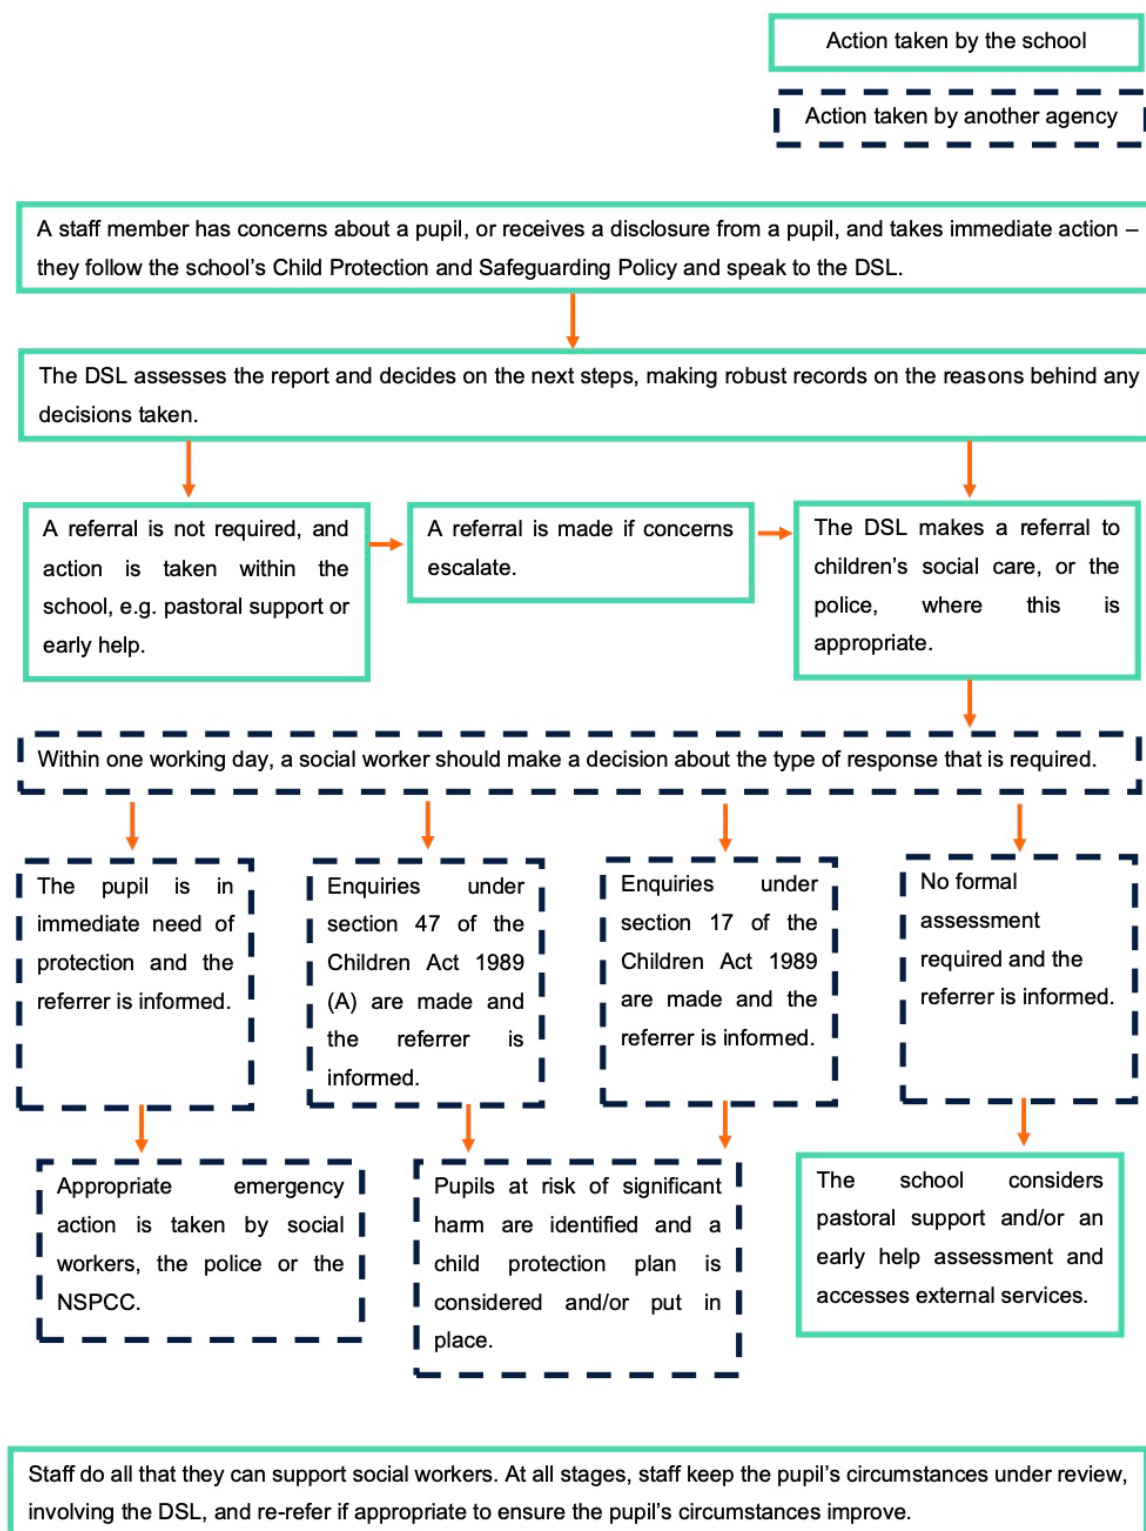 Action taken by the school
Action taken by another agency
A staff member has concerns about a pupil, or receives a disclosure from a pupil, and takes immediate action –
they follow the school's Child Protection and Safeguarding Policy and speak to the DSL.
The DSL assesses the report and decides on the next steps, making robust records on the reasons behind any
decisions taken.
A referral is not required, and
action is taken within the
school, e.g. pastoral support or
early help.
A referral is made if concerns
escalate.
The DSL makes a referral to
children's social care, or the
police, where this is
appropriate.
Within one working day, a social worker should make a decision about the type of response that is required.
The pupil is in
immediate need of
protection and the
referrer is informed.
Enquiries under
section 47 of the
Children Act 1989
(A) are made and
the referrer is
informed.
Enquiries under
section 17 of the
Children Act 1989
are made and the
referrer is informed.
No formal
assessment
required and the
referrer is informed.
Appropriate emergency
action is taken by social
workers, the police or the
NSPCC.
Pupils at risk of significant
harm are identified and a
child protection plan is
considered and/or put in
place.
The school considers
pastoral support and/or an
early help assessment and
accesses external services.
Staff do all that they can support social workers. At all stages, staff keep the pupil's circumstances under review,
involving the DSL, and re-refer if appropriate to ensure the pupil's circumstances improve.